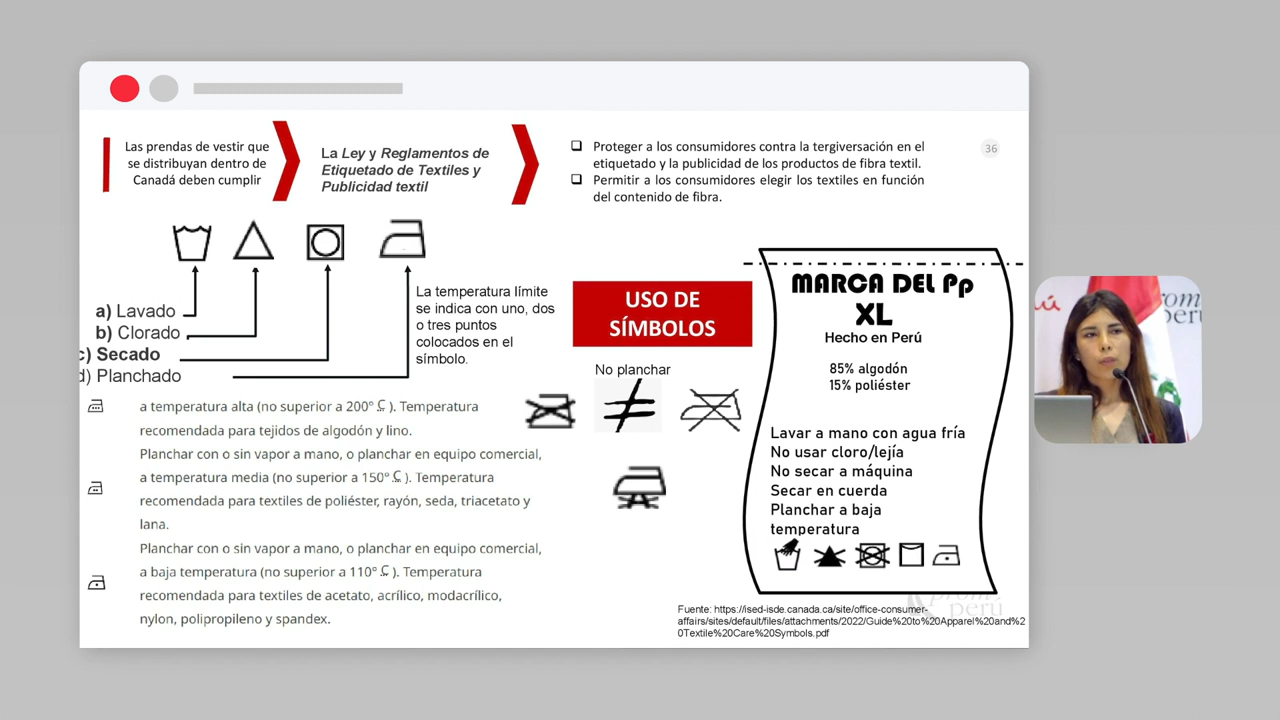 Las prendas de vestir que
se distribuyan dentro de
Canadá deben cumplir
La Ley y Reglamentos de
Etiquetado de Textiles y
Publicidad textil
❑ Proteger a los consumidores contra la tergiversación en el
etiquetado y la publicidad de los productos de fibra textil.
❑ Permitir a los consumidores elegir los textiles en función
del contenido de fibra.
36
a) Lavado
b) Clorado
c) Secado
d) Planchado
La temperatura límite
se indica con uno, dos
o tres puntos
colocados en el
símbolo.
a temperatura alta (no superior a 200° C ). Temperatura
recomendada para tejidos de algodón y lino.
Planchar con o sin vapor a mano, o planchar en equipo comercial,
a temperatura media (no superior a 150° C ). Temperatura
recomendada para textiles de poliéster, rayón, seda, triacetato y
lana.
Planchar con o sin vapor a mano, o planchar en equipo comercial,
a baja temperatura (no superior a 110° C ). Temperatura
recomendada para textiles de acetato, acrílico, modacrílico,
nylon, polipropileno y spandex.
USO DE
SÍMBOLOS
No planchar
≠
MARCA DEL Pp
XL
Hecho en Perú
85% algodón
15% poliéster
Lavar a mano con agua fría
No usar cloro/lejía
No secar a máquina
Secar en cuerda
Planchar a baja
temperatura
prom
perú
Fuente: https://ised-isde.canada.ca/site/office-consumer-
affairs/sites/default/files/attachments/2022/Guide%20to%20Apparel%20and%2
0Textile%20Care%20Symbols.pdf